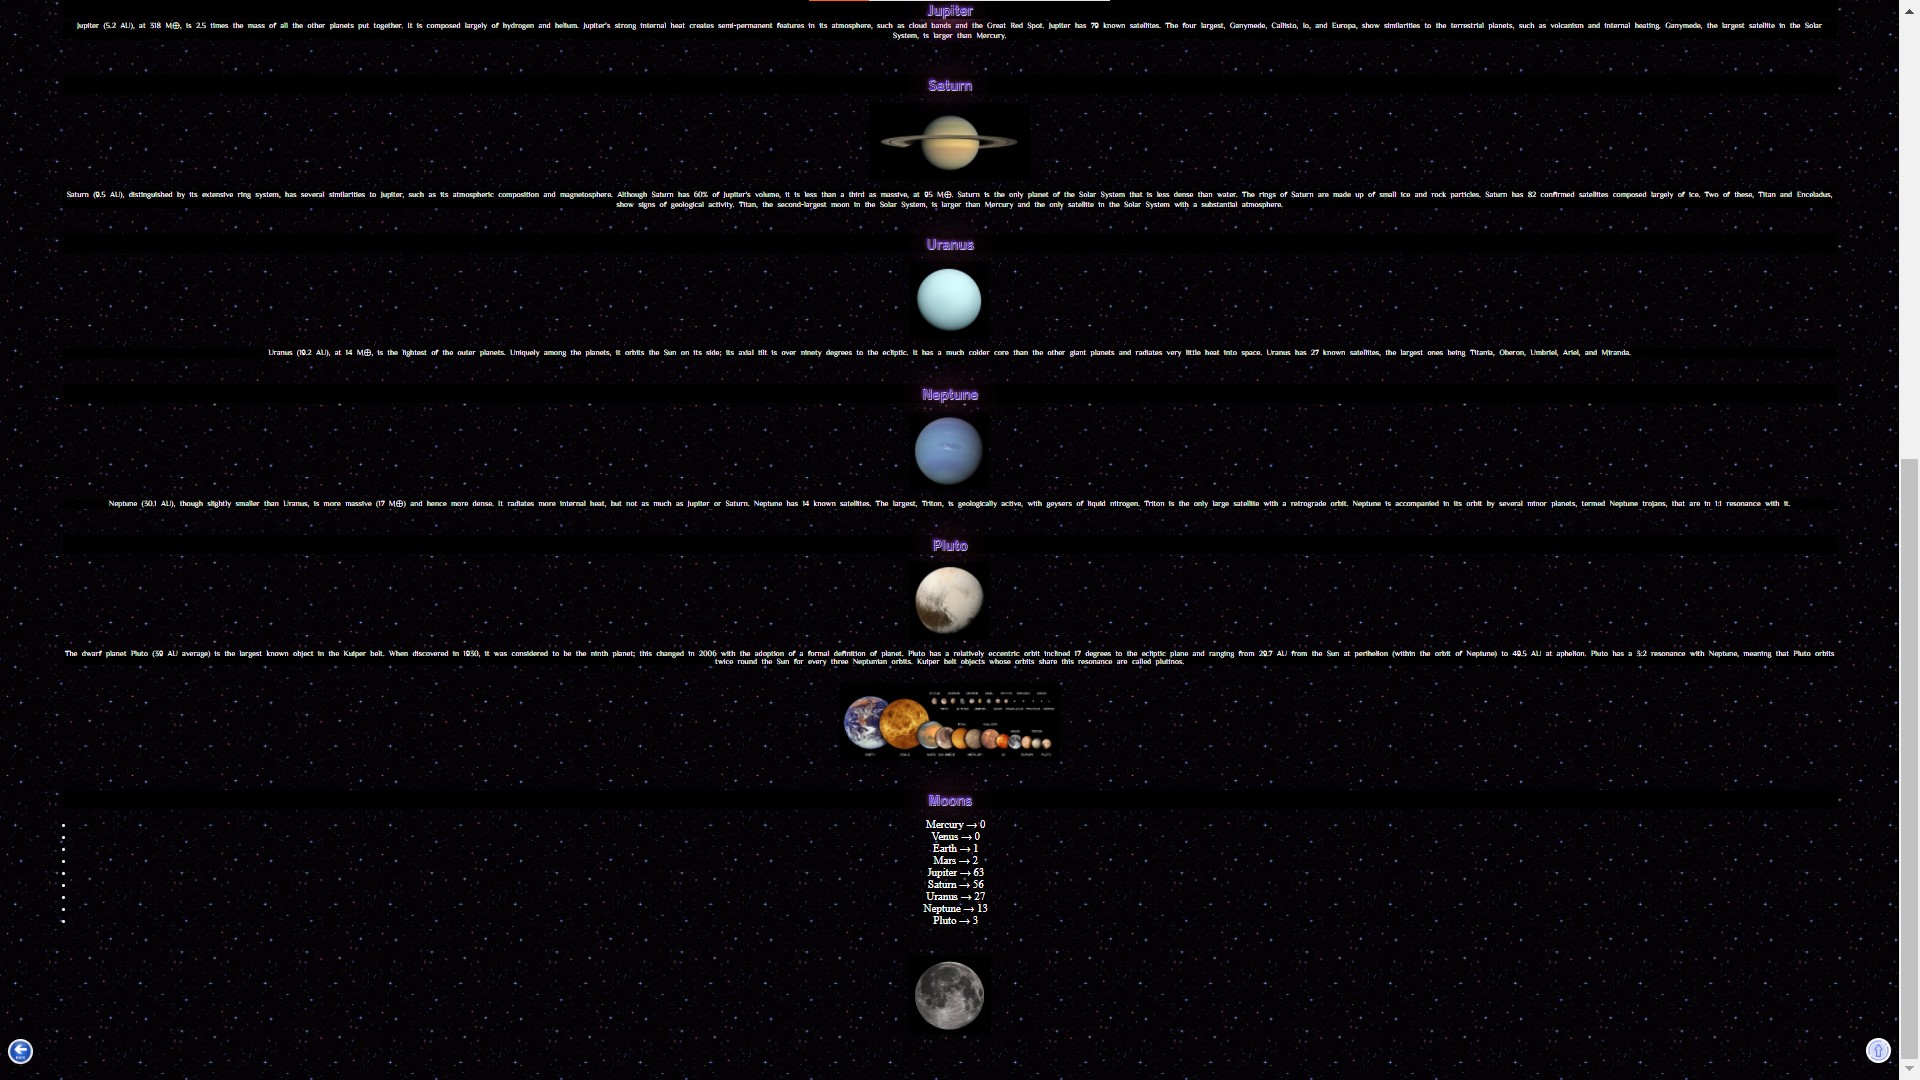 Jupiter
Jupiter (5.2 AU), at 318 M⊕, is 2.5 times the mass of all the other planets put together. It is composed largely of hydrogen and helium. Jupiter's strong internal heat creates semi-permanent features in its atmosphere, such as cloud bands and the Great Red Spot. Jupiter has 79 known satellites. The four largest, Ganymede, Callisto, Io, and Europa, show similarities to the terrestrial planets, such as volcanism and internal heating. Ganymede, the largest satellite in the Solar
System, is larger than Mercury.
Saturn
Saturn (9.5 AU), distinguished by its extensive ring system, has several similarities to Jupiter, such as its atmospheric composition and magnetosphere. Although Saturn has 60% of Jupiter's volume, it is less than a third as massive, at 95 M⊕. Saturn is the only planet of the Solar System that is less dense than water. The rings of Saturn are made up of small ice and rock particles. Saturn has 82 confirmed satellites composed largely of ice. Two of these, Titan and Enceladus,
show signs of geological activity. Titan, the second-largest moon in the Solar System, is larger than Mercury and the only satellite in the Solar System with a substantial atmosphere.
Uranus
Uranus (19.2 AU), at 14 M⊕, is the lightest of the outer planets. Uniquely among the planets, it orbits the Sun on its side; its axial tilt is over ninety degrees to the ecliptic. It has a much colder core than the other giant planets and radiates very little heat into space. Uranus has 27 known satellites, the largest ones being Titania, Oberon, Umbriel, Ariel, and Miranda.
Neptune
Neptune (30.1 AU), though slightly smaller than Uranus, is more massive (17 M⊕) and hence more dense. It radiates more internal heat, but not as much as Jupiter or Saturn. Neptune has 14 known satellites. The largest, Triton, is geologically active, with geysers of liquid nitrogen. Triton is the only large satellite with a retrograde orbit. Neptune is accompanied in its orbit by several minor planets, termed Neptune trojans, that are in 1:1 resonance with it.
Pluto
The dwarf planet Pluto (39 AU average) is the largest known object in the Kuiper belt. When discovered in 1930, it was considered to be the ninth planet; this changed in 2006 with the adoption of a formal definition of planet. Pluto has a relatively eccentric orbit inclined 17 degrees to the ecliptic plane and ranging from 29.7 AU from the Sun at perihelion (within the orbit of Neptune) to 49.5 AU at aphelion. Pluto has a 3:2 resonance with Neptune, meaning that Pluto orbits
twice round the Sun for every three Neptunian orbits. Kuiper belt objects whose orbits share this resonance are called plutinos.
Moons
Mercury → 0
Venus → 0
Earth → 1
Mars → 2
Jupiter → 63
Saturn → 56
Uranus → 27
Neptune → 13
Pluto → 3